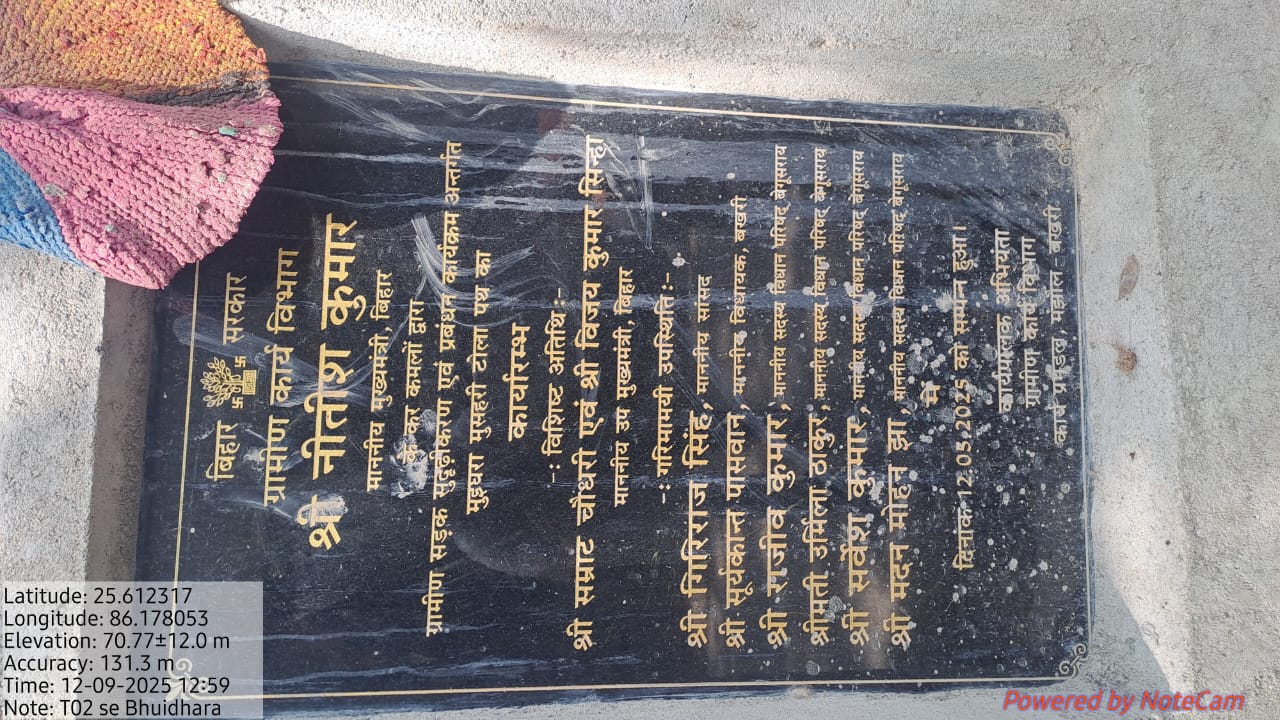 बिहार सरकार
ग्रामीण कार्य विभाग
श्री नीतीश कुमार
माननीय मुख्यमंत्री, बिहार
के कर कमलों द्वारा
ग्रामीण सड़क सुदृढ़ीकरण एवं प्रबंधन कार्यक्रम अन्तर्गत
मुसहरी टोला पथ का
कार्यारम्भ
-: विशिष्ट अतिथि:-
श्री सम्राट चौधरी एवं श्री विजय कुमार सिन्हा
माननीय उप मुख्यमंत्री, बिहार
-: गरिमामयी उपस्थिति :-
श्री गिरिराज सिंह, माननीय सांसद
श्री सूर्यकान्त पासवान, माननीय विधायक, बखरी
श्री राजीव कुमार, माननीय सदस्य विधान परिषद् बेगूसराय
श्रीमती उर्मिला ठाकुर, माननीय सदस्य विधान परिषद् बेगूसराय
श्री सर्वेश कुमार, माननीय सदस्य विधान परिषद् बेगूसराय
श्री मदन मोहन झा, माननीय सदस्य विधान परिषद् बेगूसराय
में
दिनांक 12.03.2025 को सम्पन्न हुआ।
कार्यपालक अभियंता
ग्रामीण कार्य विभाग
कार्य प्रमंडल, मंझौल - बखरी.
Latitude: 25.612317
Longitude: 86.178053
Elevation: 70.77±12.0 m
Accuracy: 131.3 m
Time: 12-09-2025 12:59
Note: T02 se Bhuidhara
Powered by NoteCam